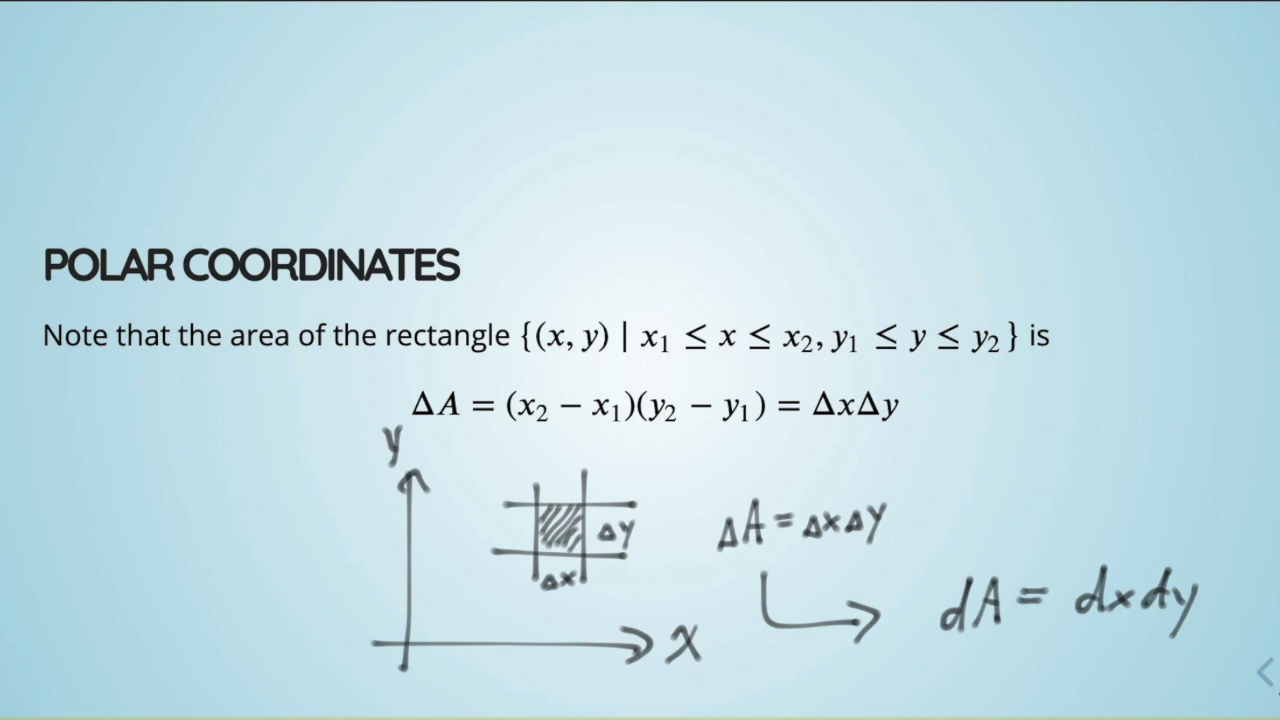 POLAR COORDINATES
Note that the area of the rectangle {(x, y) | x₁ ≤ x ≤ x₂, y₁ ≤ y ≤ y₂} is
ΔA = (x₂ − x₁)(y₂ − y₁) = ΔxΔy
y
Δy
Δx
x
ΔA = ΔxΔy
dA = dxdy